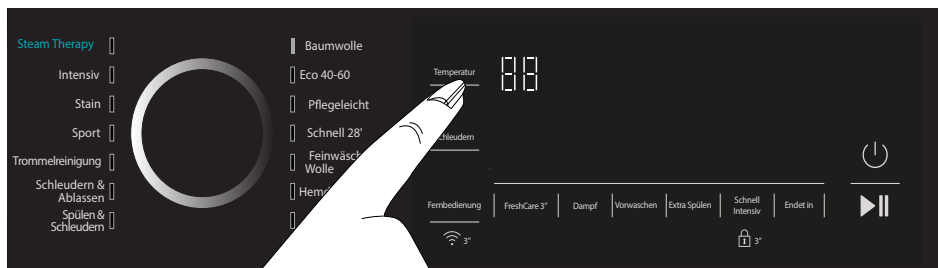 Steam Therapy
Intensiv
Stain
Sport
Trommelreinigung
Schleudern &
Ablassen
Spülen &
Schleudern
Baumwolle
Eco 40-60
Pflegeleicht
Schnell 28'
Wolle
Temperatur
88
Fernbedienung
3"
FreshCare 3"
Dampf
Vorwaschen
Extra Spülen
Schnell
Intensiv
3"
Endet in